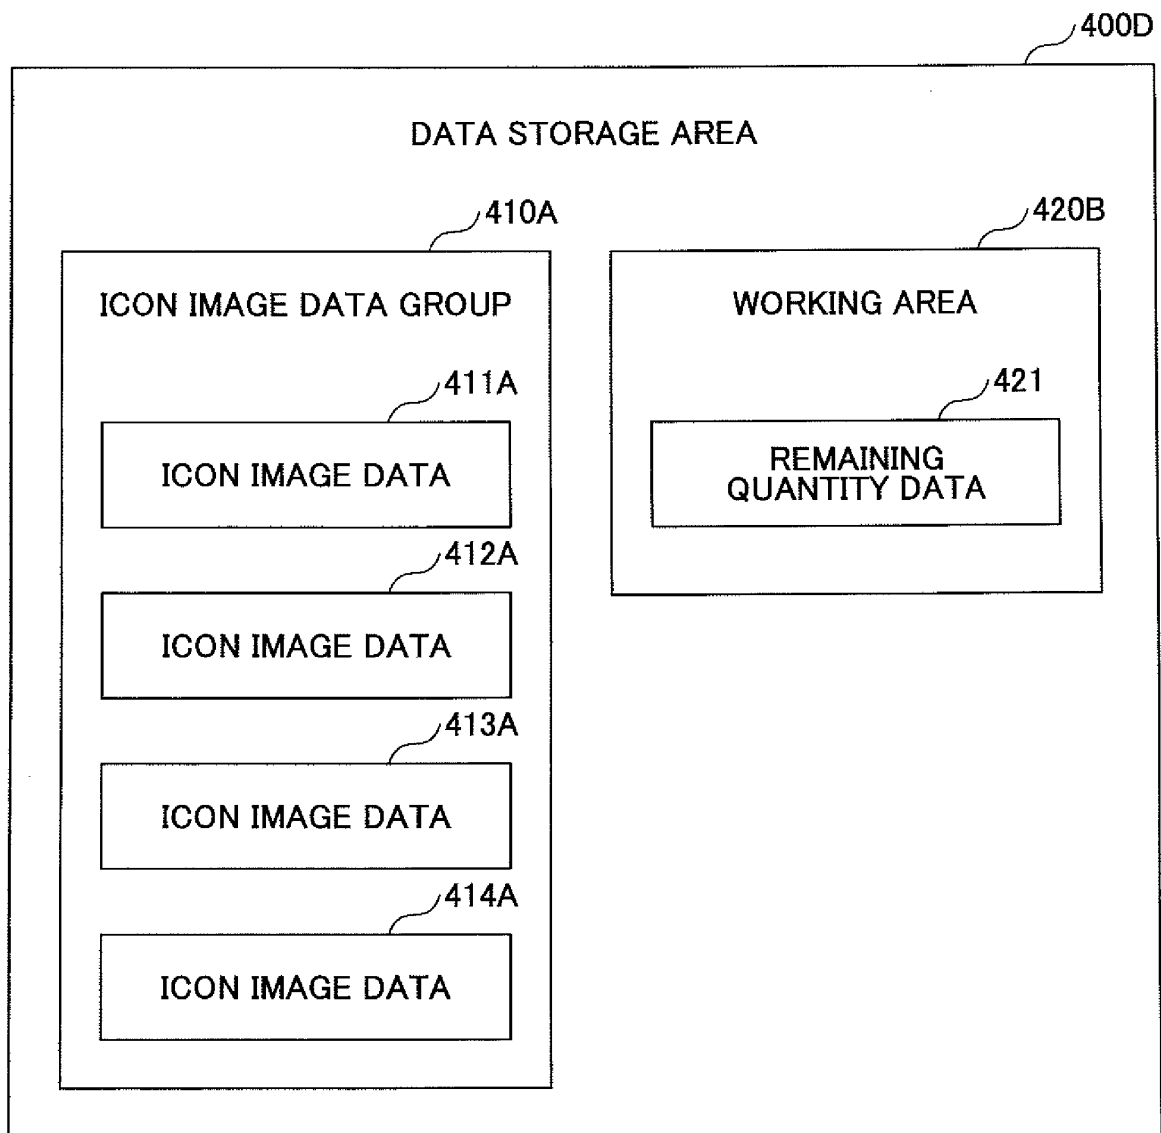 400D
DATA STORAGE AREA
410A
ICON IMAGE DATA GROUP
411A
ICON IMAGE DATA
412A
ICON IMAGE DATA
413A
ICON IMAGE DATA
414A
ICON IMAGE DATA
420B
WORKING AREA
421
REMAINING
QUANTITY DATA